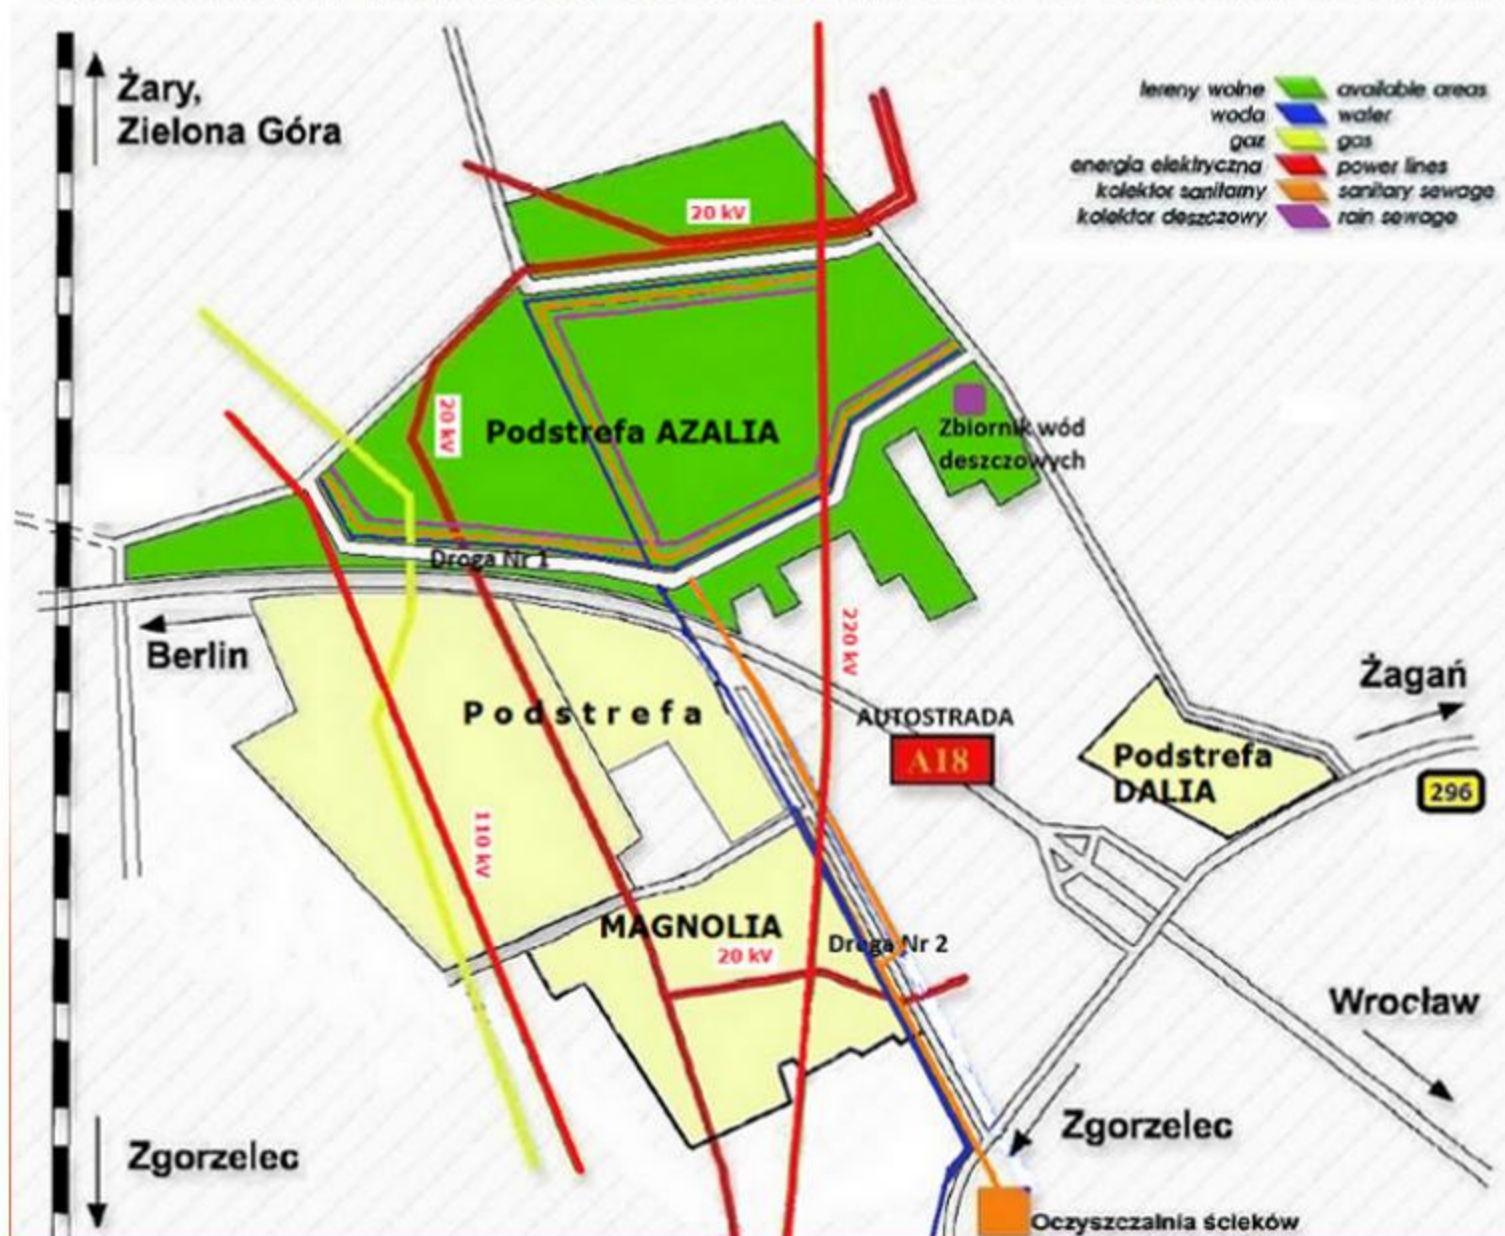 Żary,
Zielona Góra
tereny wolne available areas
woda water
gaz gas
energia elektryczna power lines
kolektor sanitarny sanitary sewage
kolektor deszczowy rain sewage
20 kV
20 kV
Podstrefa AZALIA
Zbiornik wód
deszczowych
Droga Nr 1
Berlin
220 kV
Żagań
Podstrefa
AUTOSTRADA
A18
Podstrefa
DALIA
296
110 kV
MAGNOLIA
Droga Nr 2
20 kV
Wrocław
Zgorzelec
Zgorzelec
Oczyszczalnia ścieków